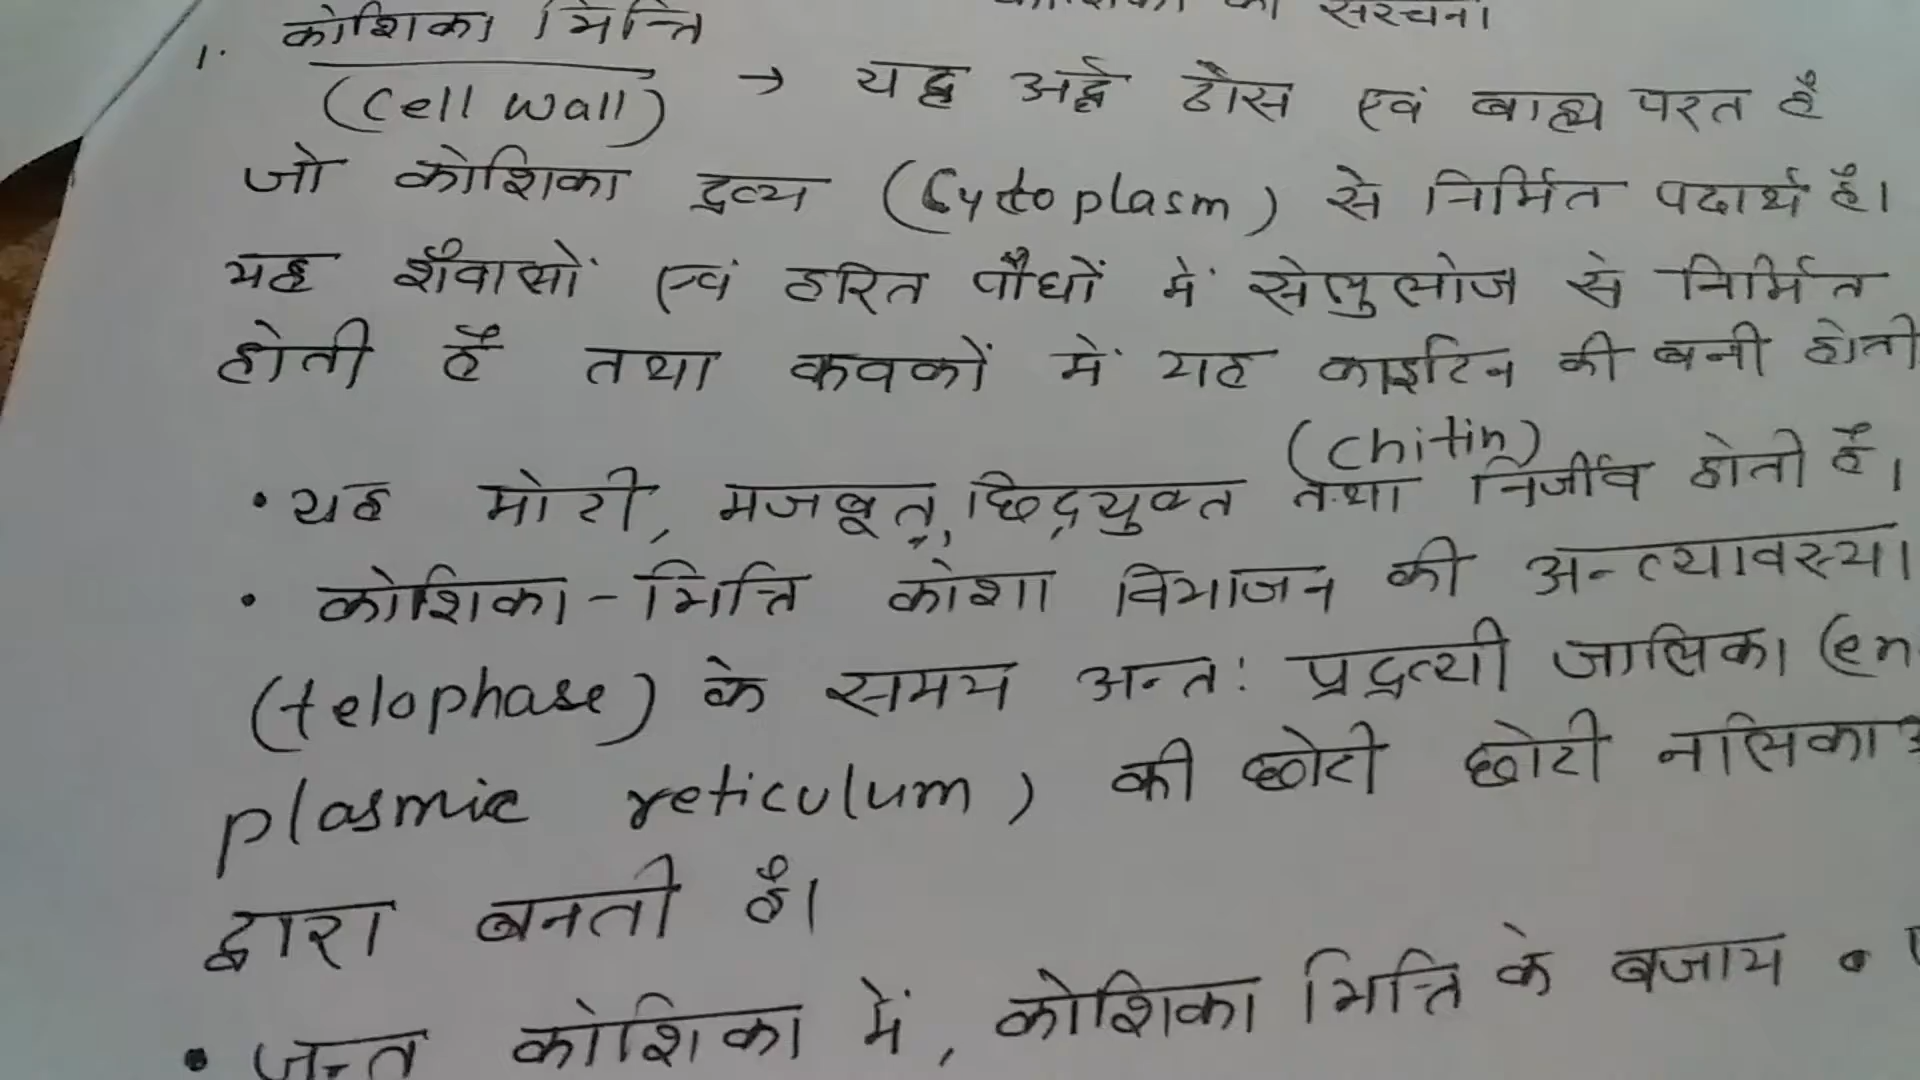 संरचना
1. कोशिका भित्ति
(Cell wall) → यह अर्द्ध ठोस एवं बाह्य परत है
जो कोशिका द्रव्य (Cytoplasm) से निर्मित पदार्थ है।
यह शैवालों एवं हरित पौधों में सेलुलोज से निर्मित
होती है तथा कवकों में यह काइटिन की बनी होती
(chitin)
• यह मोटी, मजबूत, छिद्रयुक्त तथा निर्जीव होती है।
• कोशिका-भित्ति कोशा विभाजन की अन्त्यावस्था
(telophase) के समय अन्त: प्रद्रव्यी जालिका (en
plasmic reticulum) की छोटी छोटी नलिका
द्वारा बनती है।
• जन्तु कोशिका में, कोशिका भित्ति के बजाय •